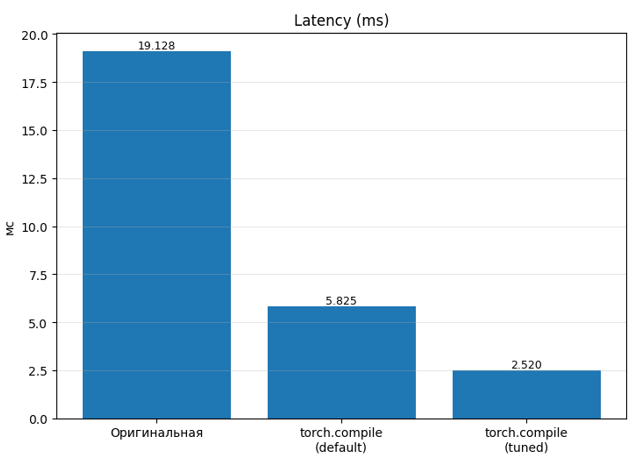 Latency (ms)
20.0
17.5
15.0
12.5
10.0
7.5
5.0
2.5
0.0
мс
19.128
5.825
2.520
Оригинальная
torch.compile
(default)
torch.compile
(tuned)